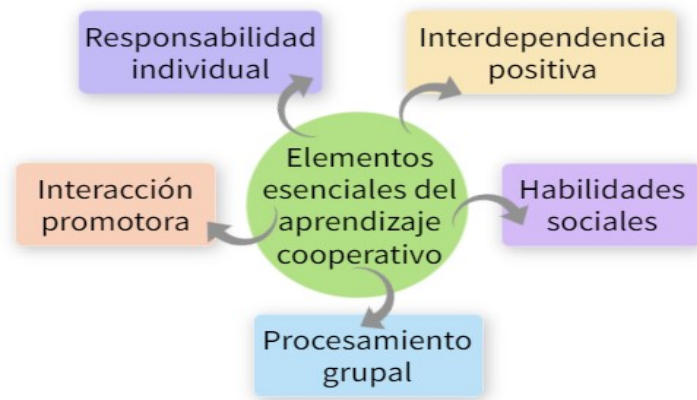 Responsabilidad
individual
Interdependencia
positiva
Elementos
esenciales del
aprendizaje
cooperativo
Interacción
promotora
Habilidades
sociales
Procesamiento
grupal